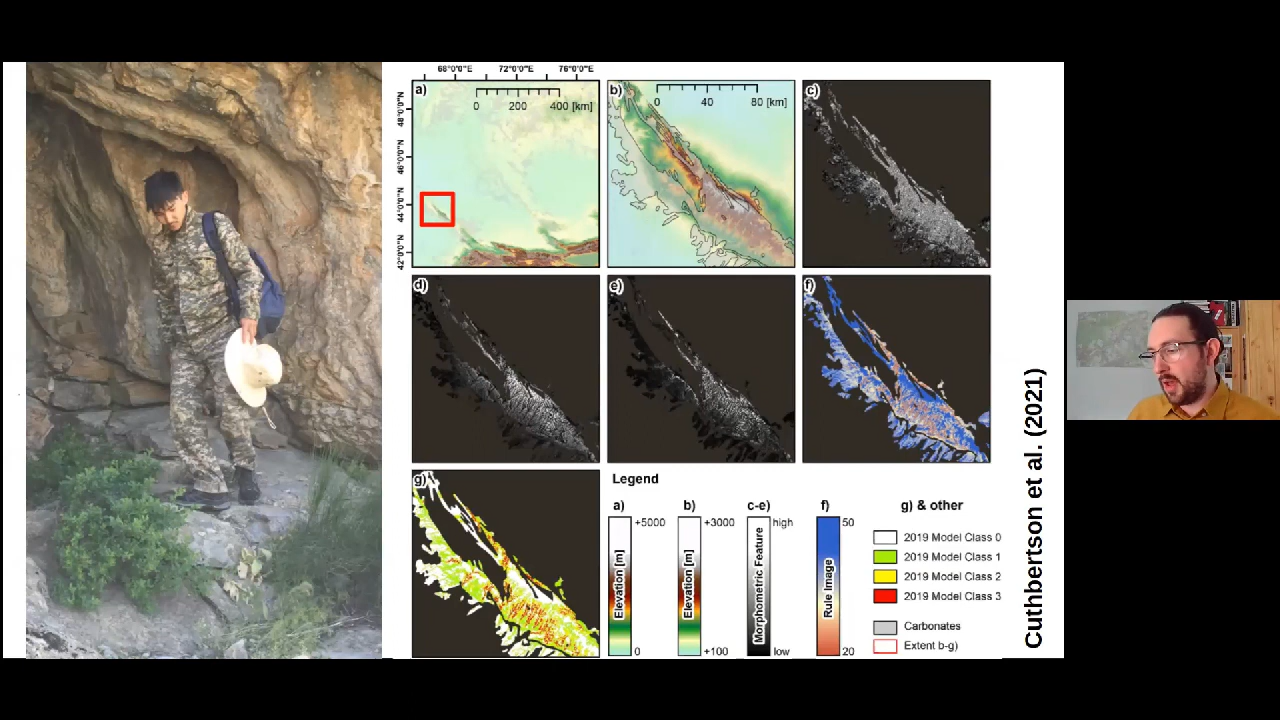 66°0'0"E 72°0'0"E 76°0'0"E
a)
0 200 400 [km]
48°0'0"N
46°0'0"N
44°0'0"N
42°0'0"N
b)
0 40 80 [km]
c)
d)
e)
f)
g)
Legend
a) b) c-e) f) g) & other
+5000
Elevation [m]
0
+3000
Elevation [m]
+100
high
Morphometric Feature
low
50
Rule Image
20
2019 Model Class 0
2019 Model Class 1
2019 Model Class 2
2019 Model Class 3
Carbonates
Extent b-g)
Cuthbertson et al. (2021)